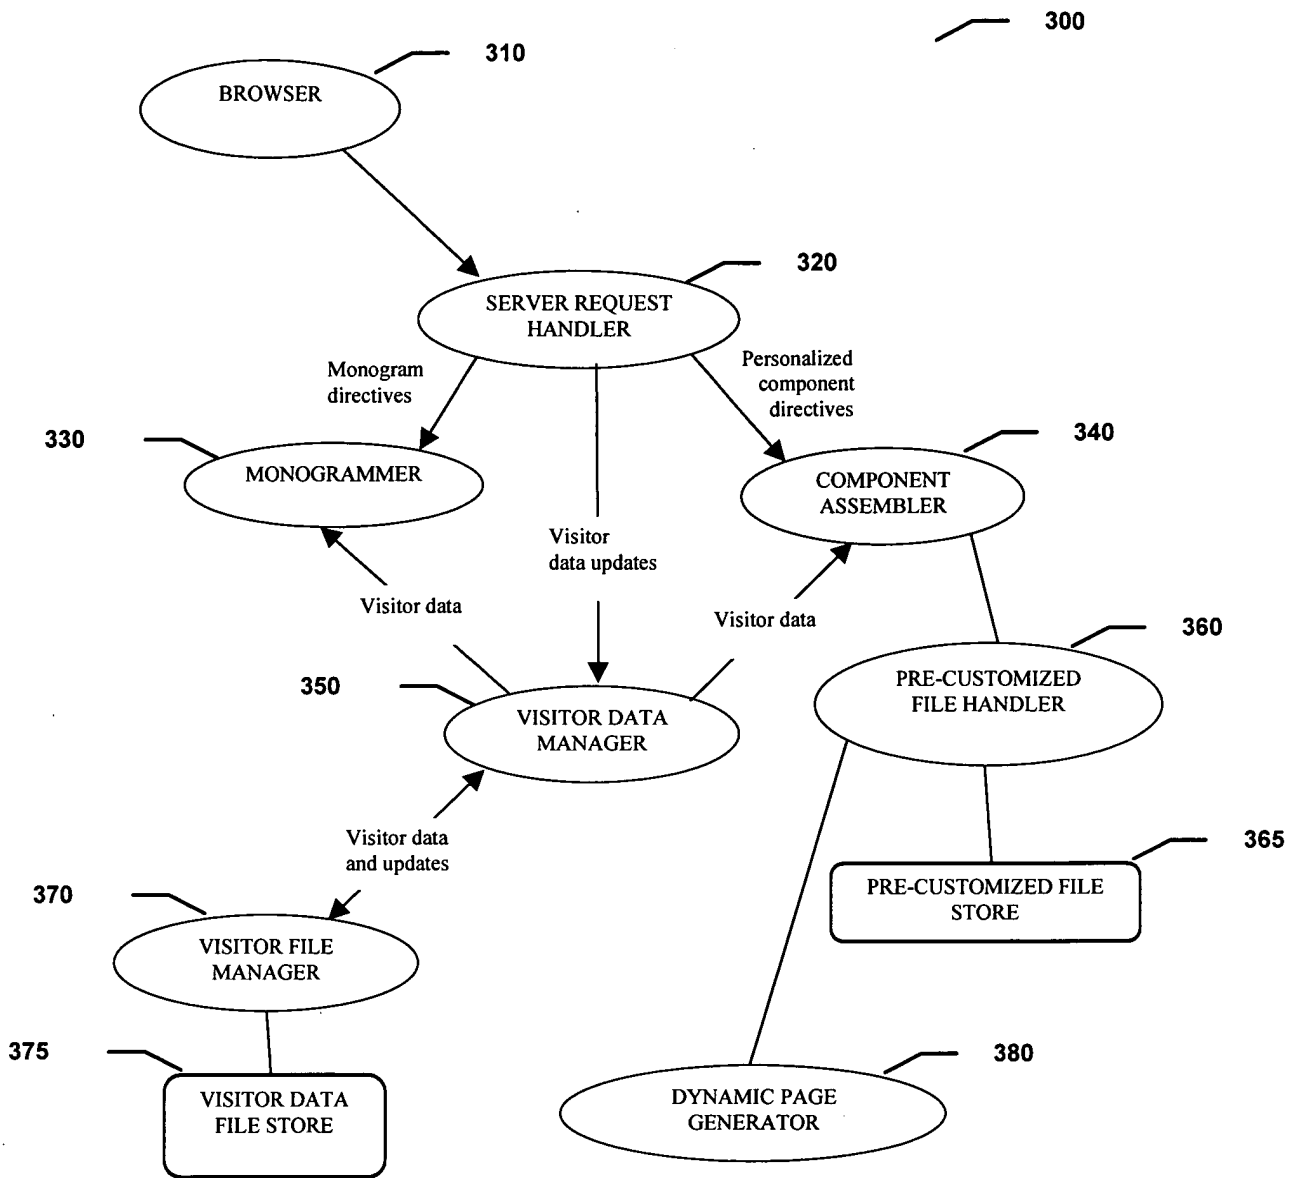 300
310
BROWSER
320
SERVER REQUEST
HANDLER
Monogram
directives
Personalized
component
directives
330
MONOGRAMMER
340
COMPONENT
ASSEMBLER
Visitor
data updates
Visitor data
Visitor data
350
VISITOR DATA
MANAGER
360
PRE-CUSTOMIZED
FILE HANDLER
Visitor data
and updates
365
PRE-CUSTOMIZED FILE
STORE
370
VISITOR FILE
MANAGER
375
VISITOR DATA
FILE STORE
380
DYNAMIC PAGE
GENERATOR